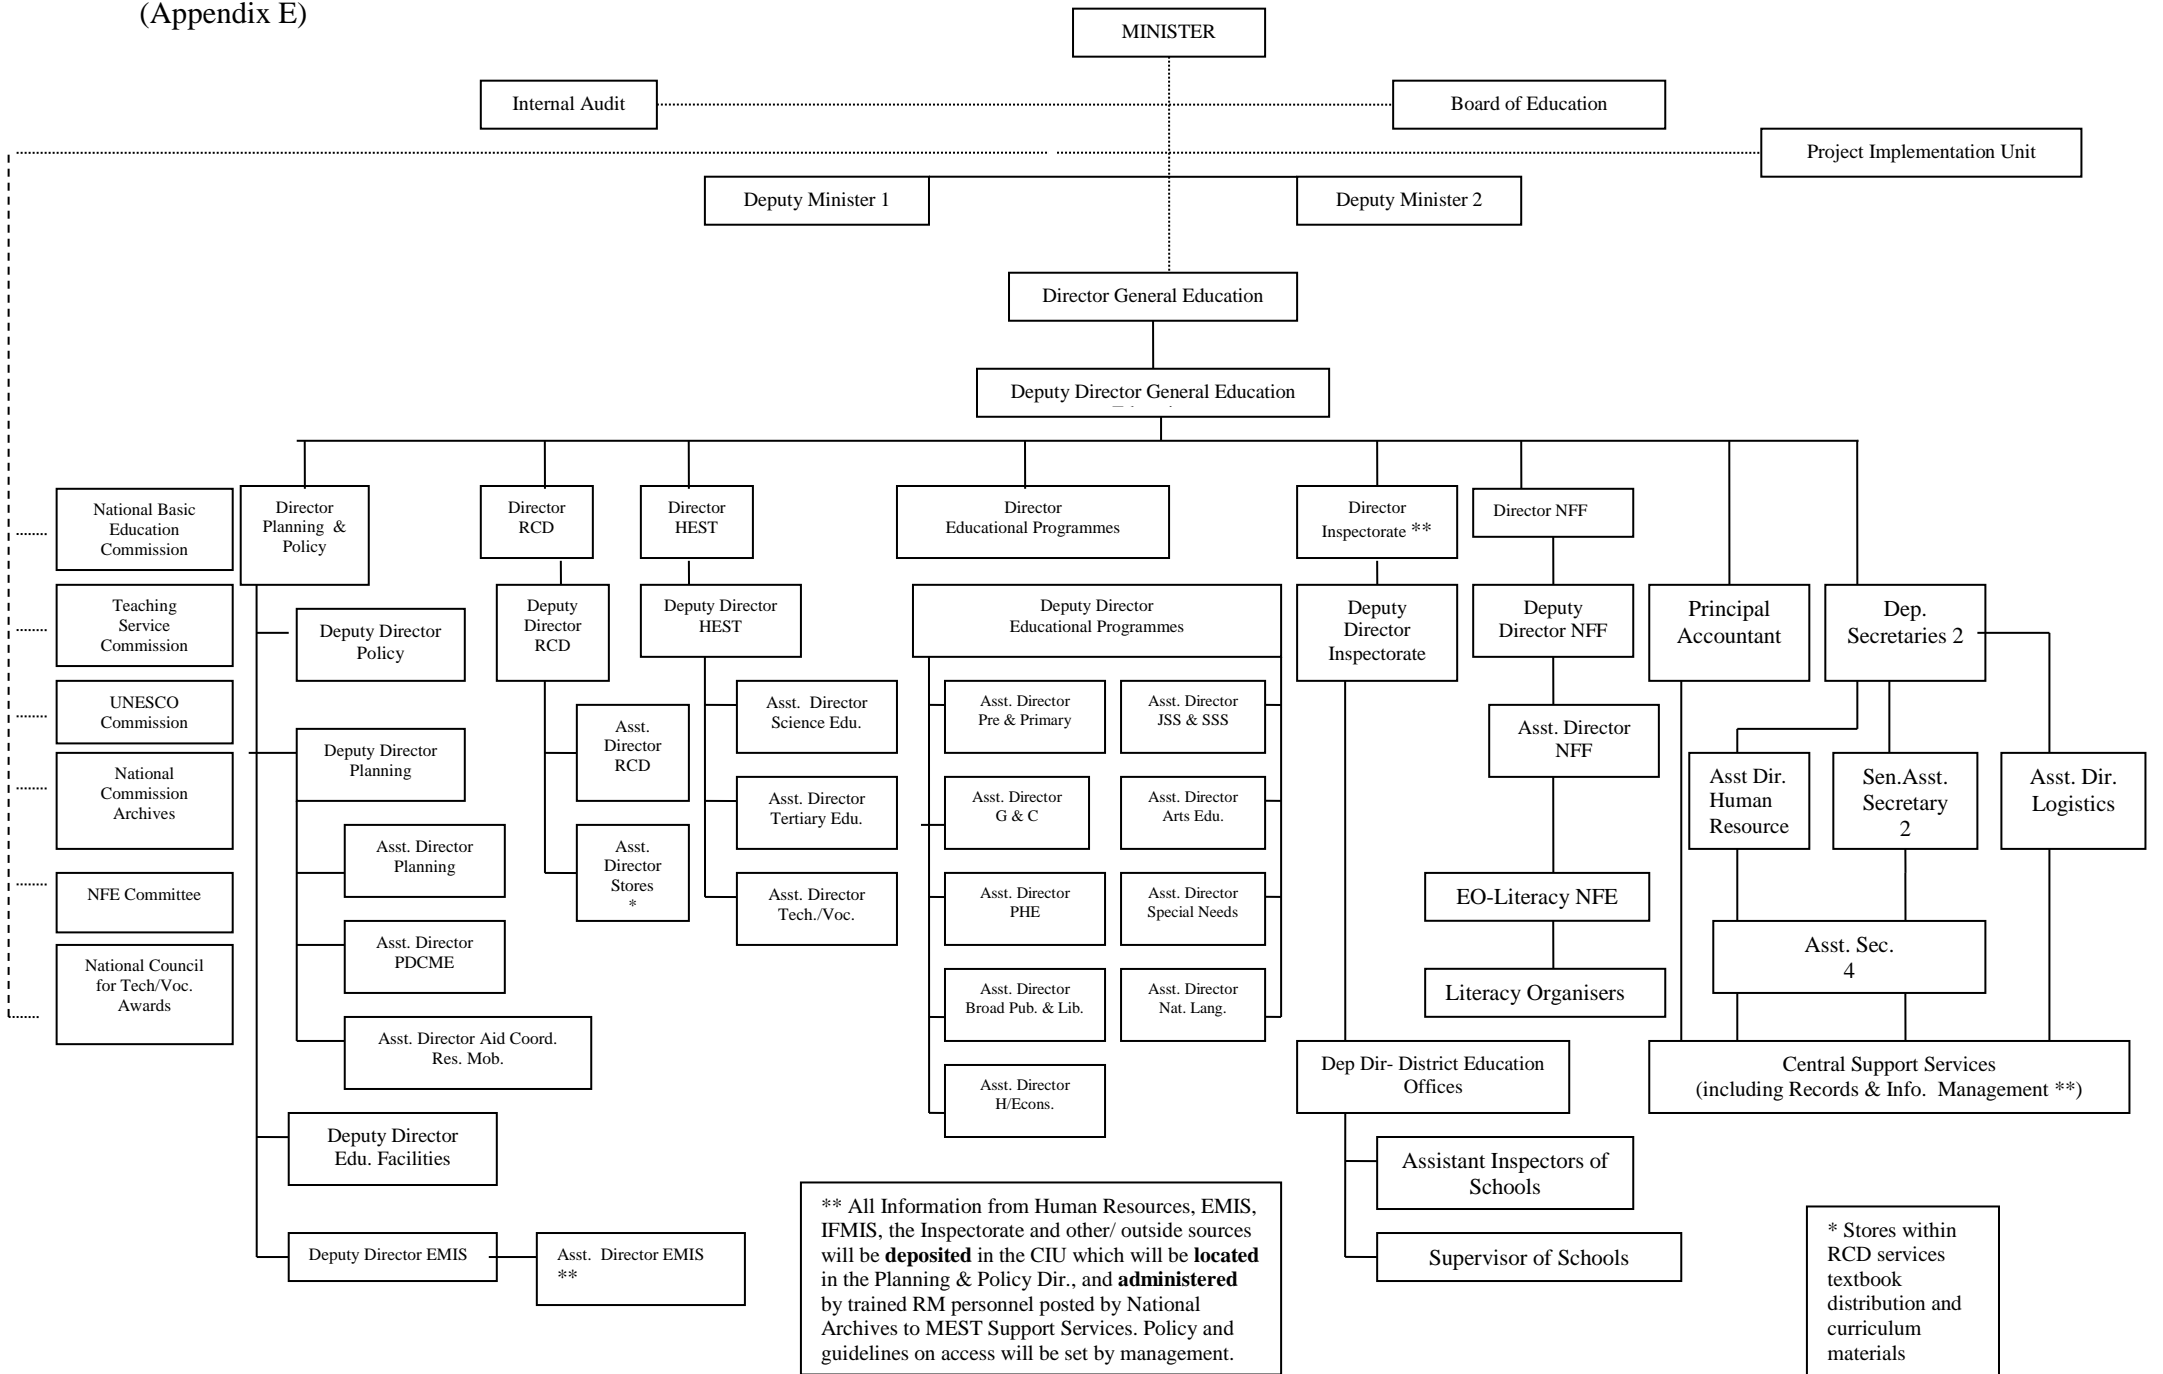 (Appendix E)
MINISTER
Internal Audit
Board of Education
Project Implementation Unit
Deputy Minister 1
Deputy Minister 2
Director General Education
Deputy Director General Education
National Basic
Education
Commission
Director
Planning & 
Policy
Director
RCD
Director
HEST
Director
Educational Programmes
Director
Inspectorate **
Director NFF
Teaching
Service
Commission
Deputy Director
Policy
Deputy
Director
RCD
Deputy Director
HEST
Deputy Director
Educational Programmes
Deputy
Director
Inspectorate
Deputy
Director NFF
Principal
Accountant
Dep.
Secretaries 2
UNESCO
Commission
National
Commission
Archives
NFE Committee
National Council
for Tech/Voc.
Awards
Deputy Director
Planning
Asst. Director
Planning
Asst. Director
PDCME
Asst. Director Aid Coord.
Res. Mob.
Deputy Director
Edu. Facilities
Deputy Director EMIS
Asst. Director EMIS
**
Asst.
Director
RCD
Asst.
Director
Stores
*
Asst. Director
Science Edu.
Asst. Director
Tertiary Edu.
Asst. Director
Tech./Voc.
Asst. Director
Pre & Primary
Asst. Director
JSS & SSS
Asst. Director
G & C
Asst. Director
Arts Edu.
Asst. Director
PHE
Asst. Director
Special Needs
Asst. Director
Broad Pub. & Lib.
Asst. Director
Nat. Lang.
Asst. Director
H/Econs.
Asst. Director
NFF
EO-Literacy NFE
Literacy Organisers
Dep Dir- District Education
Offices
Assistant Inspectors of
Schools
Supervisor of Schools
Asst Dir.
Human
Resource
Sen.Asst.
Secretary
2
Asst. Dir.
Logistics
Asst. Sec.
4
Central Support Services
(including Records & Info. Management **)
** All Information from Human Resources, EMIS,
IFMIS, the Inspectorate and other/ outside sources
will be deposited in the CIU which will be located
in the Planning & Policy Dir., and administered
by trained RM personnel posted by National
Archives to MEST Support Services. Policy and
guidelines on access will be set by management.
* Stores within
RCD services
textbook
distribution and
curriculum
materials